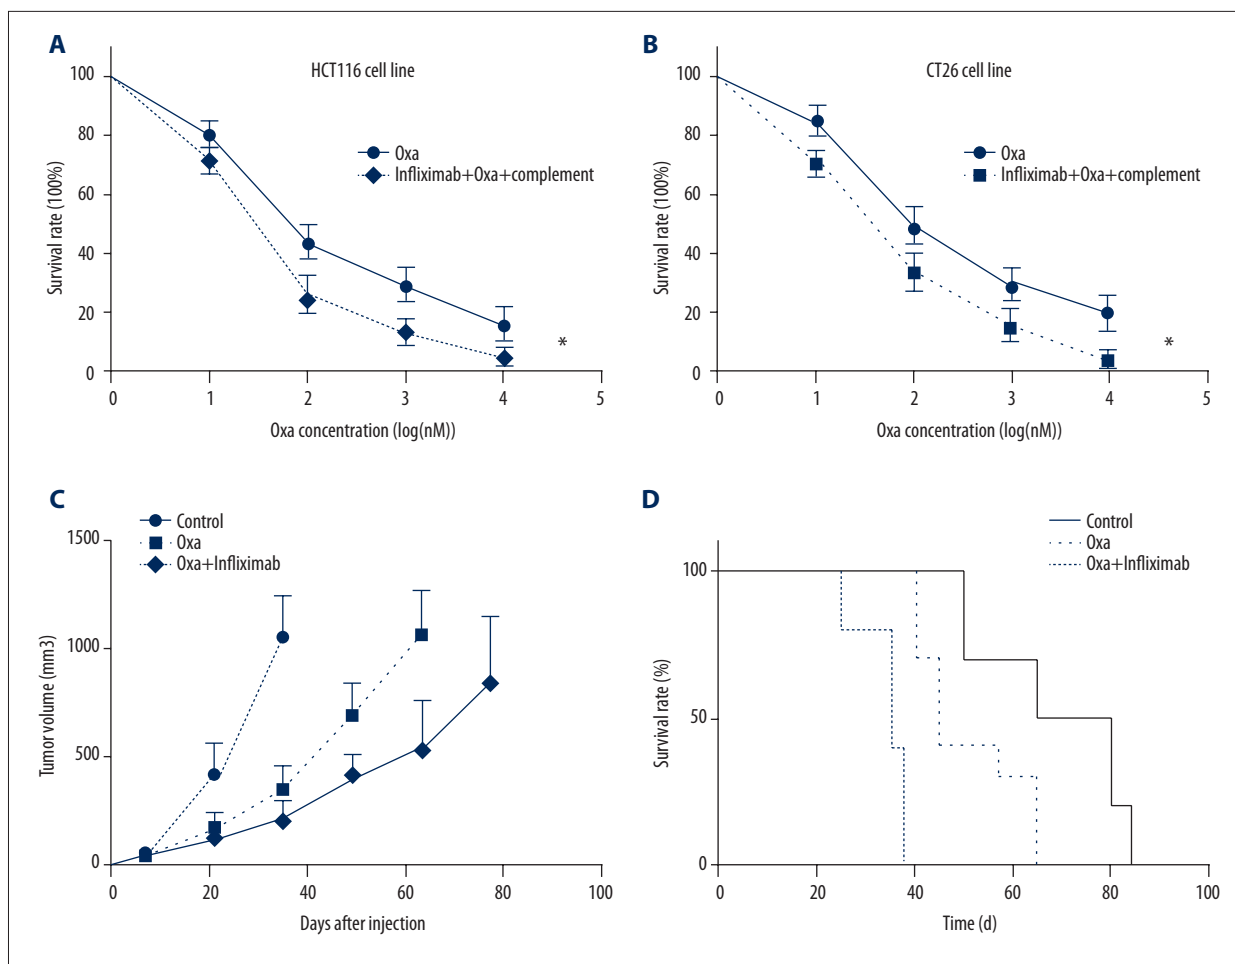 A
HCT116 cell line
Survival rate (100%)
100
80
60
40
20
0
Oxa
Infliximab+Oxa+complement
*
0 1 2 3 4 5
Oxa concentration (log(nM))
B
CT26 cell line
Survival rate (100%)
100
80
60
40
20
0
Oxa
Infliximab+Oxa+complement
*
0 1 2 3 4 5
Oxa concentration (log(nM))
C
Control
Oxa
Oxa+Infliximab
Tumor volume (mm3)
1500
1000
500
0
0 20 40 60 80 100
Days after injection
D
Control
Oxa
Oxa+Infliximab
Survival rate (%)
100
50
0
0 20 40 60 80 100
Time (d)